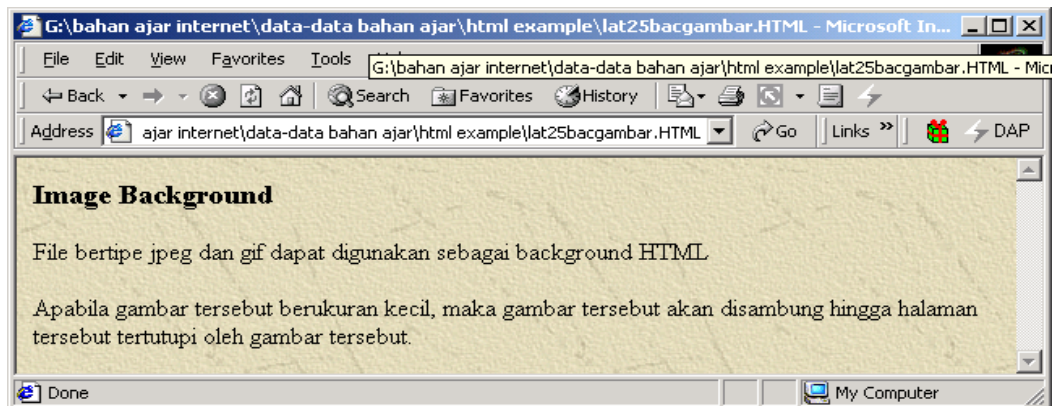 G:\bahan ajar internet\data-data bahan ajar\html example\lat25bacgambar.HTML - Microsoft In...
File Edit View Favorites Tools
G:\bahan ajar internet\data-data bahan ajar\html example\lat25bacgambar.HTML - Micr
Back Search Favorites History
Address ajar internet\data-data bahan ajar\html example\lat25bacgambar.HTML Go Links » DAP
Image Background
File bertipe jpeg dan gif dapat digunakan sebagai background HTML
Apabila gambar tersebut berukuran kecil, maka gambar tersebut akan disambung hingga halaman
tersebut tertutupi oleh gambar tersebut.
Done My Computer